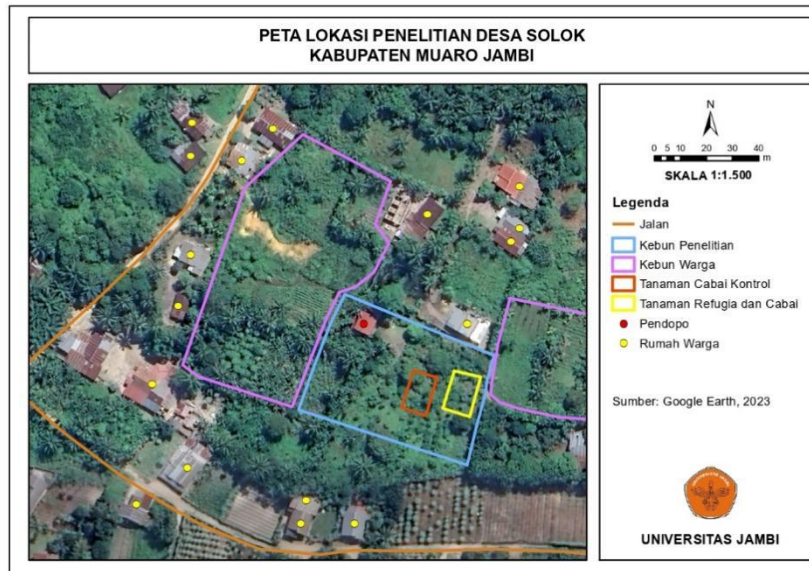 PETA LOKASI PENELITIAN DESA SOLOK
KABUPATEN MUARO JAMBI
N
0 5 10 20 30 40
m
SKALA 1:1.500
Legenda
Jalan
Kebun Penelitian
Kebun Warga
Tanaman Cabai Kontrol
Tanaman Refugia dan Cabai
Pendopo
Rumah Warga
Sumber: Google Earth, 2023
UNIVERSITAS JAMBI